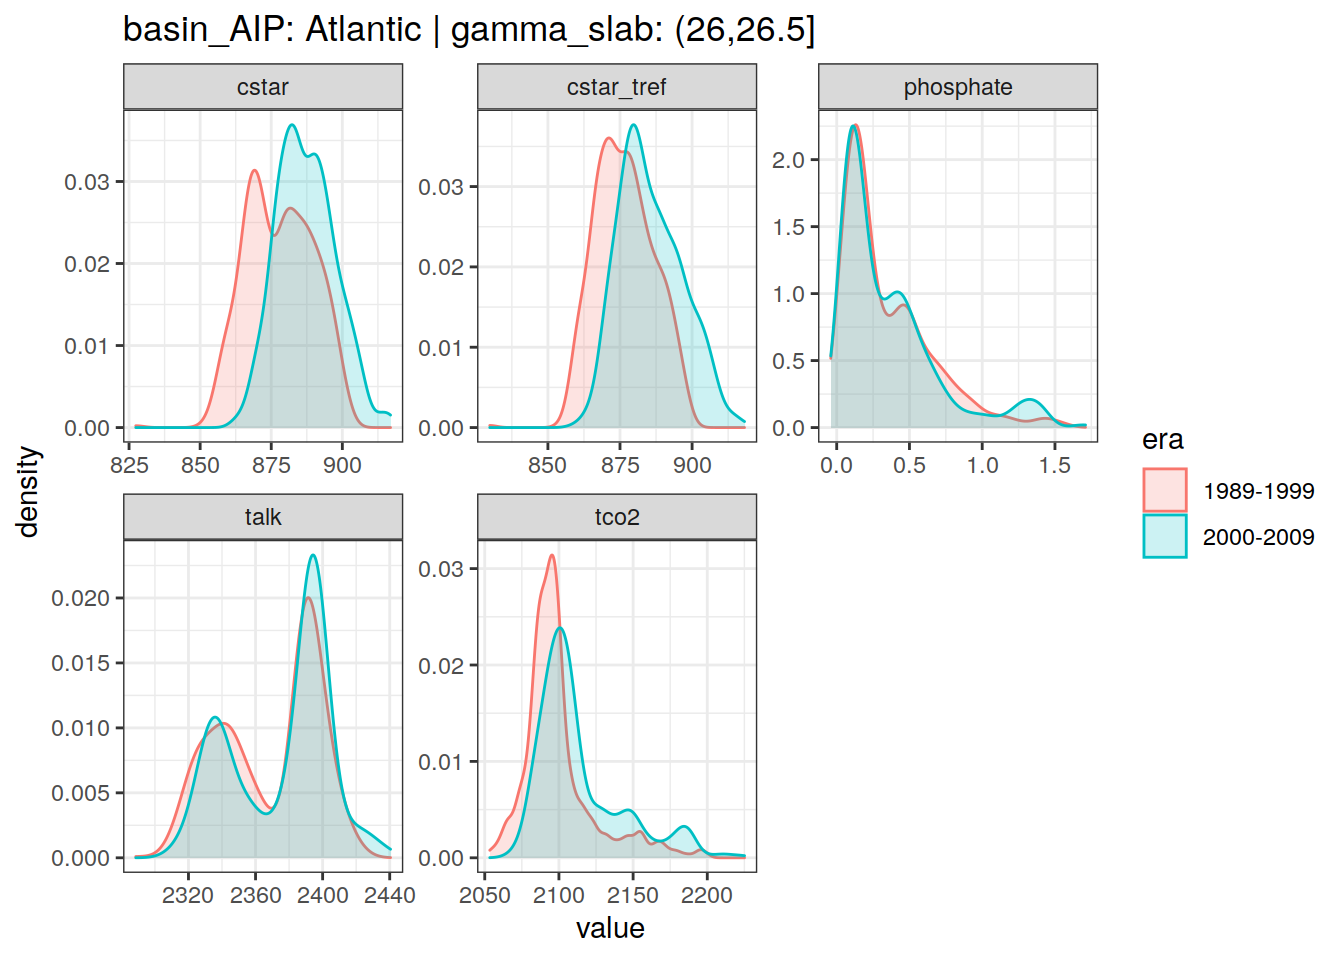 basin_AIP: Atlantic | gamma_slab: (26,26.5]
cstar
cstar_tref
phosphate
0.03
0.02
0.01
0.00
825 850 875 900
0.03
0.02
0.01
0.00
850 875 900
2.0
1.5
1.0
0.5
0.0
0.0 0.5 1.0 1.5
density
talk
tco2
0.020
0.015
0.010
0.005
0.000
2320 2360 2400 2440
0.03
0.02
0.01
0.00
2050 2100 2150 2200
value
era
1989-1999
2000-2009